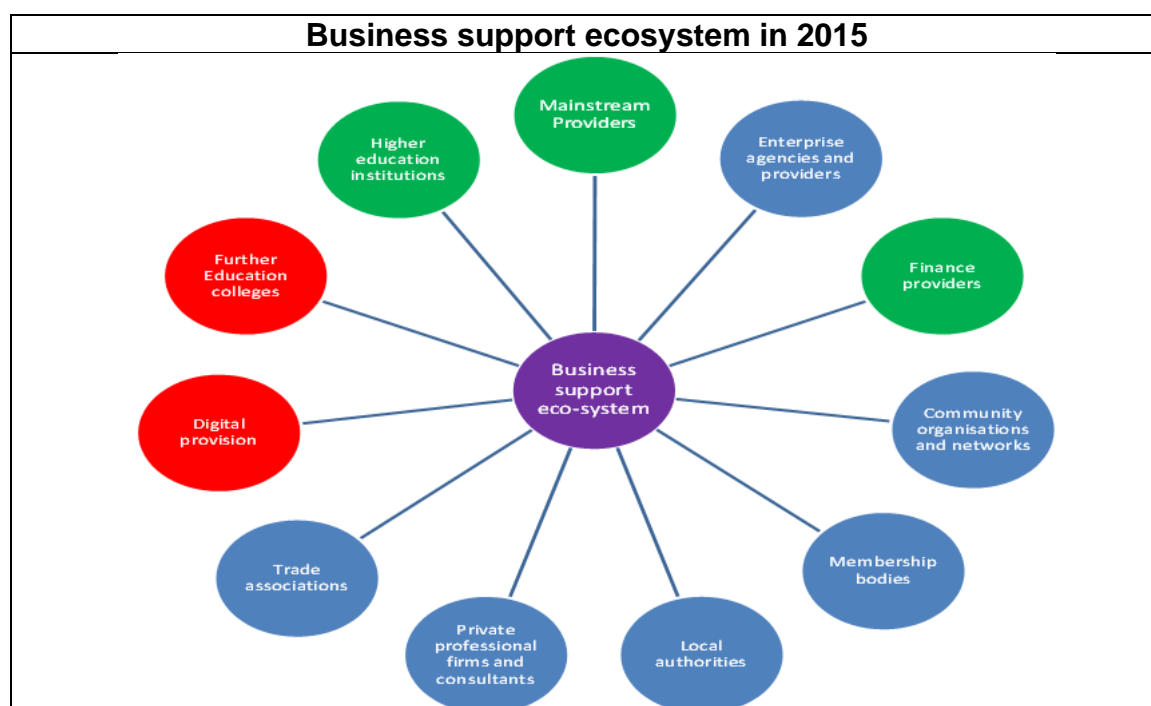 Business support ecosystem in 2015
Mainstream
Providers
Higher
education
institutions
Enterprise
agencies and
providers
Further
Education
colleges
Finance
providers
Business
support
eco-system
Digital
provision
Community
organisations
and networks
Trade
associations
Membership
bodies
Private
professional
firms and
consultants
Local
authorities